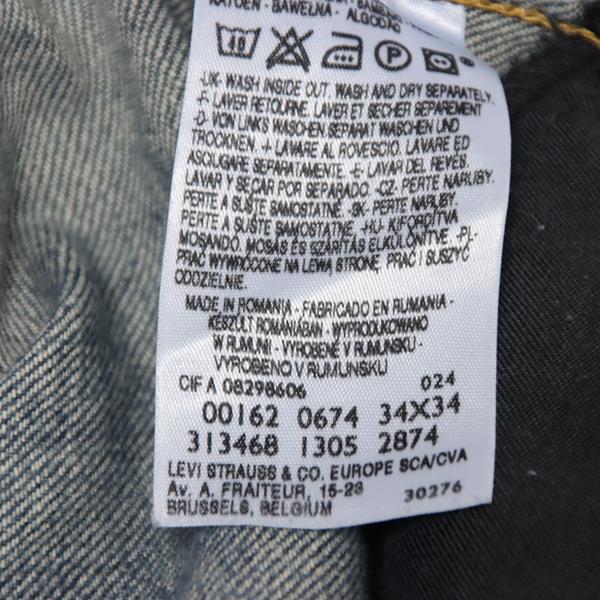 BAWEŁNA - ALGODÃO
40 P
-UK- WASH INSIDE OUT. WASH AND DRY SEPARATELY.
-F- LAVER RETOURNE. LAVER ET SECHER SEPAREMENT
-D- VON LINKS WASCHEN SEPARAT WASCHEN UND
TROCKNEN. -I- LAVARE AL ROVESCIO. LAVARE ED
ASCIUGARE SEPARATAMENTE. -E- LAVAR DEL REVES.
LAVAR Y SECAR POR SEPARADO. -CZ- PERTE NARUBY.
PERTE A SUŠTE SAMOSTATNE. -SK- PERTE NARUBY.
PERTE A SUŠTE SAMOSTATNE. -HU- KIFORDÍTVA
MOSANDÓ. MOSÁS ÉS SZÁRÍTÁS ELKÜLÖNÍTVE. -PL-
PRAĆ WYWRÓCONE NA LEWĄ STRONĘ. PRAĆ I SUSZYĆ
ODDZIELNIE.
MADE IN ROMANIA - FABRICADO EN RUMANIA -
KÉSZÜLT ROMÁNIÁBAN - WYPRODUKOWANO
W RUMUNII - VYROBENÉ V RUMUNSKU -
VYROBENO V RUMUNSKU
CIF A 08298606 024
00162 0674 34X34
313468 1305 2874
LEVI STRAUSS & CO. EUROPE SCA/CVA
Av. A. FRAITEUR, 15-23 30276
BRUSSELS, BELGIUM